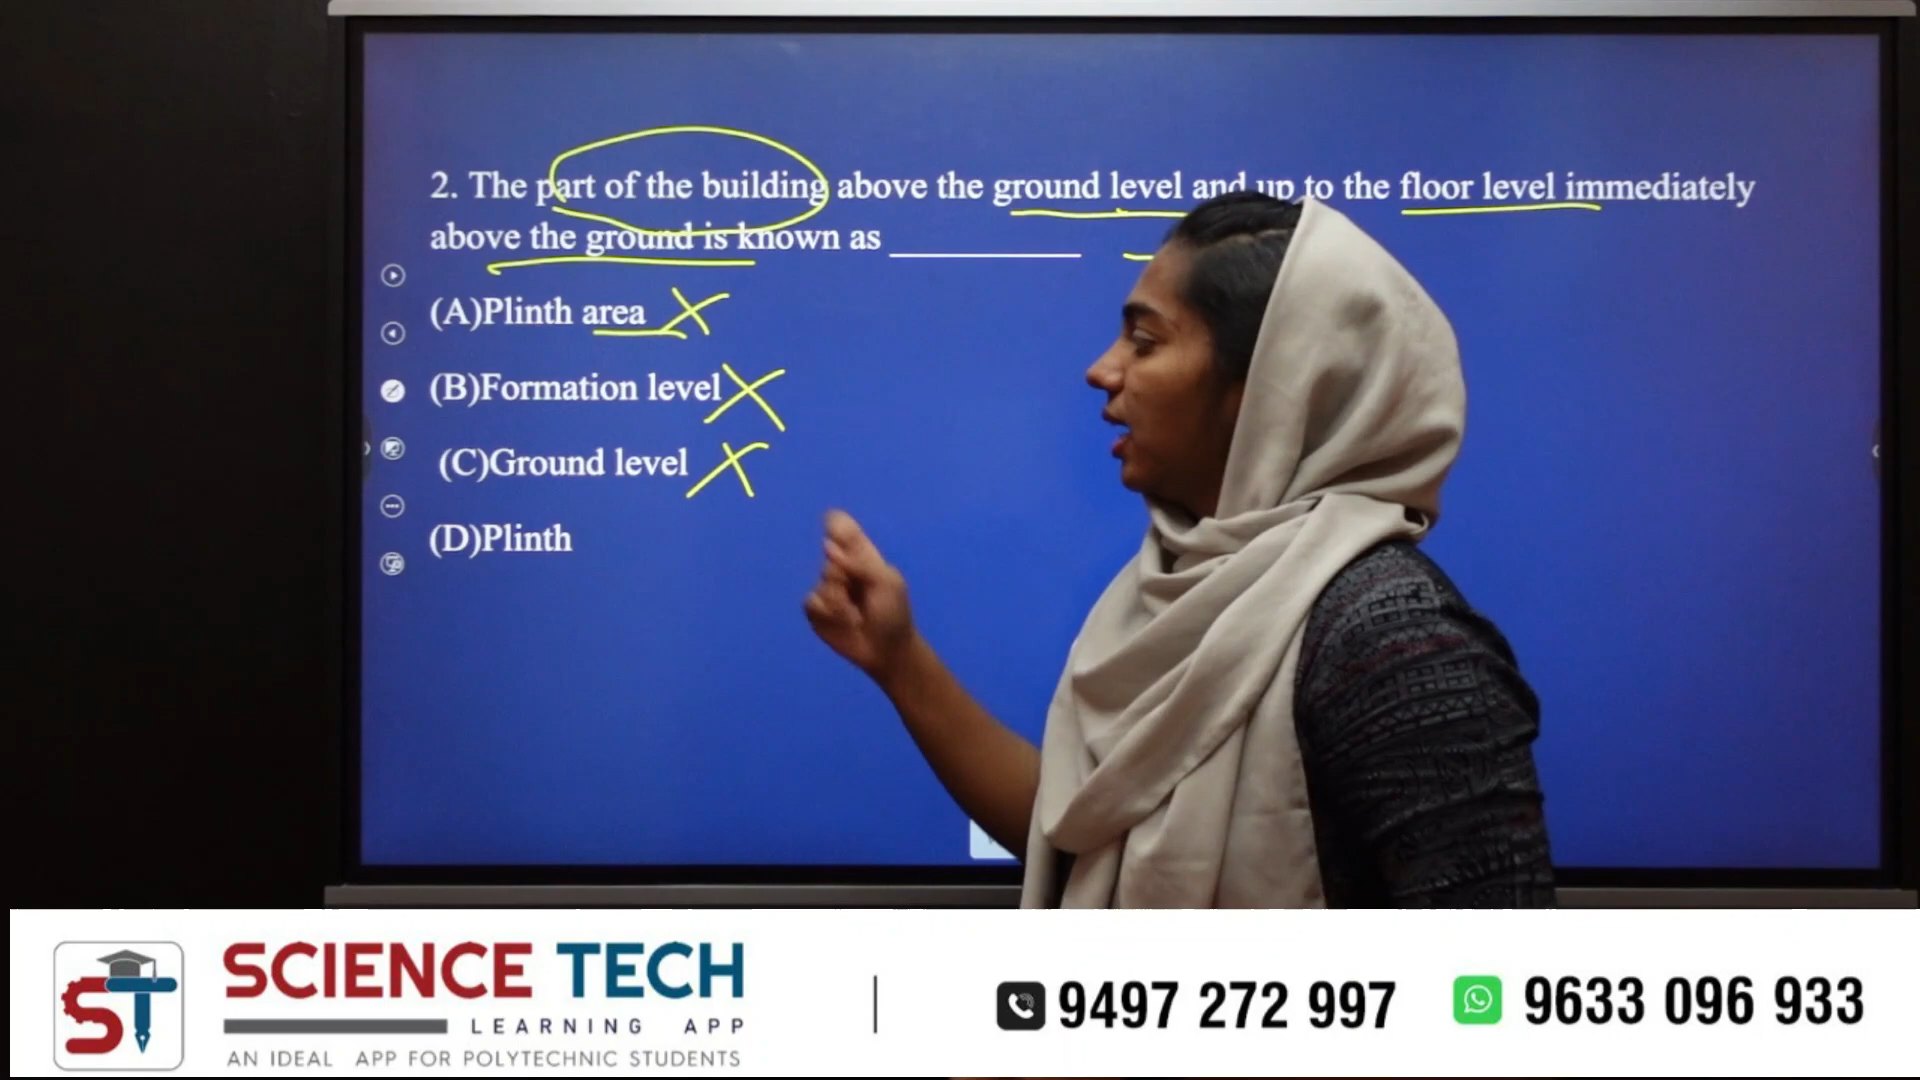 2. The part of the building above the ground level and up to the floor level immediately
above the ground is known as __________
(A)Plinth area
(B)Formation level
(C)Ground level
(D)Plinth
ST
SCIENCE TECH
LEARNING APP
AN IDEAL APP FOR POLYTECHNIC STUDENTS
9497 272 997
9633 096 933